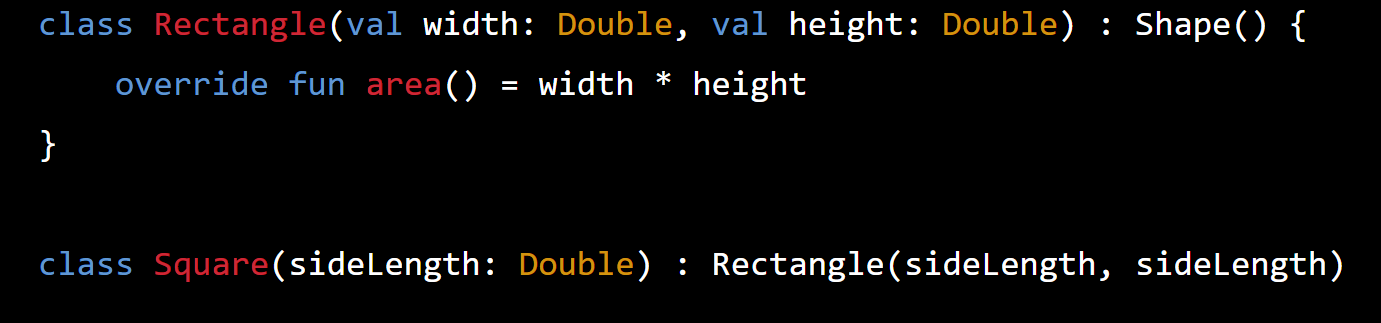 class Rectangle(val width: Double, val height: Double) : Shape() {
    override fun area() = width * height
}
class Square(sideLength: Double) : Rectangle(sideLength, sideLength)